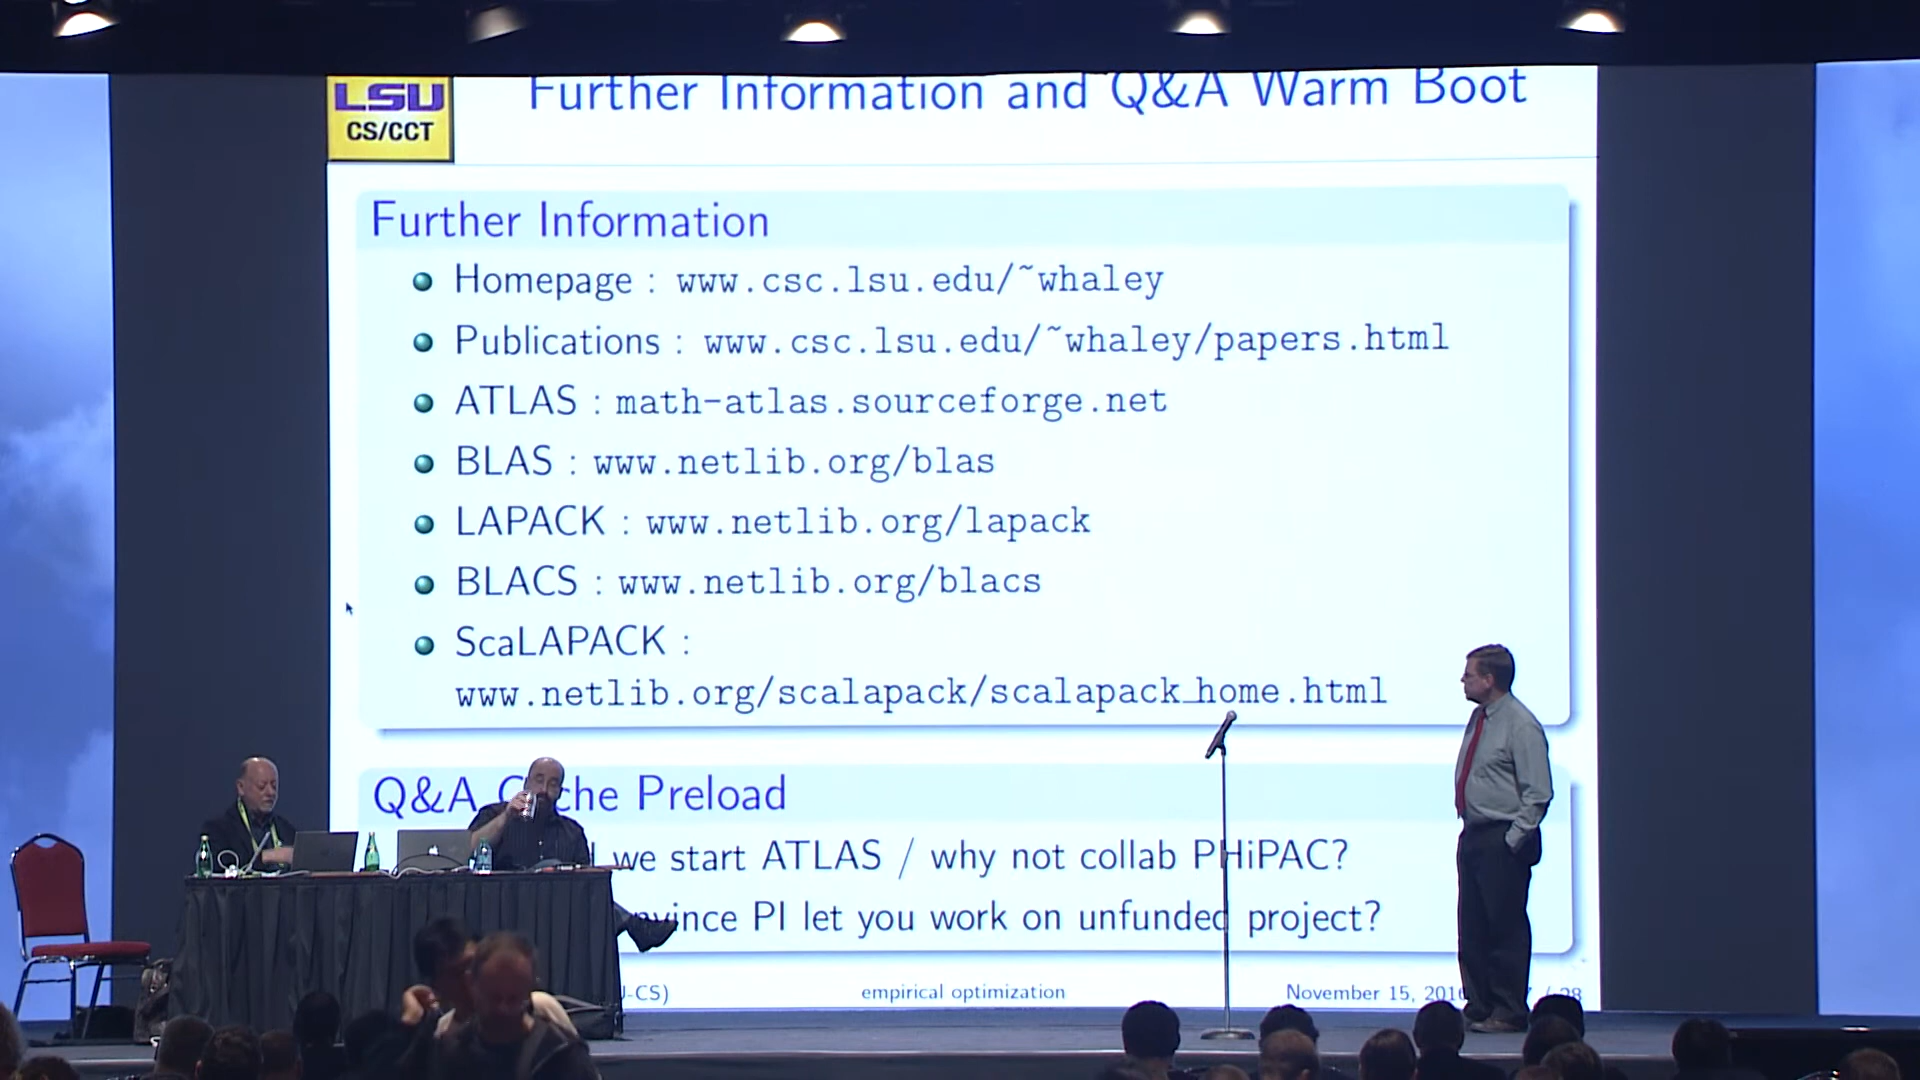 LSU
CS/CCT
Further Information and Q&A Warm Boot
Further Information
Homepage : www.csc.lsu.edu/~whaley
Publications : www.csc.lsu.edu/~whaley/papers.html
ATLAS : math-atlas.sourceforge.net
BLAS : www.netlib.org/blas
LAPACK : www.netlib.org/lapack
BLACS : www.netlib.org/blacs
ScaLAPACK :
www.netlib.org/scalapack/scalapack_home.html
Q&A Preload
we start ATLAS / why not collab PHiPAC?
PI let you work on unfunded project?
empirical optimization
November 15,